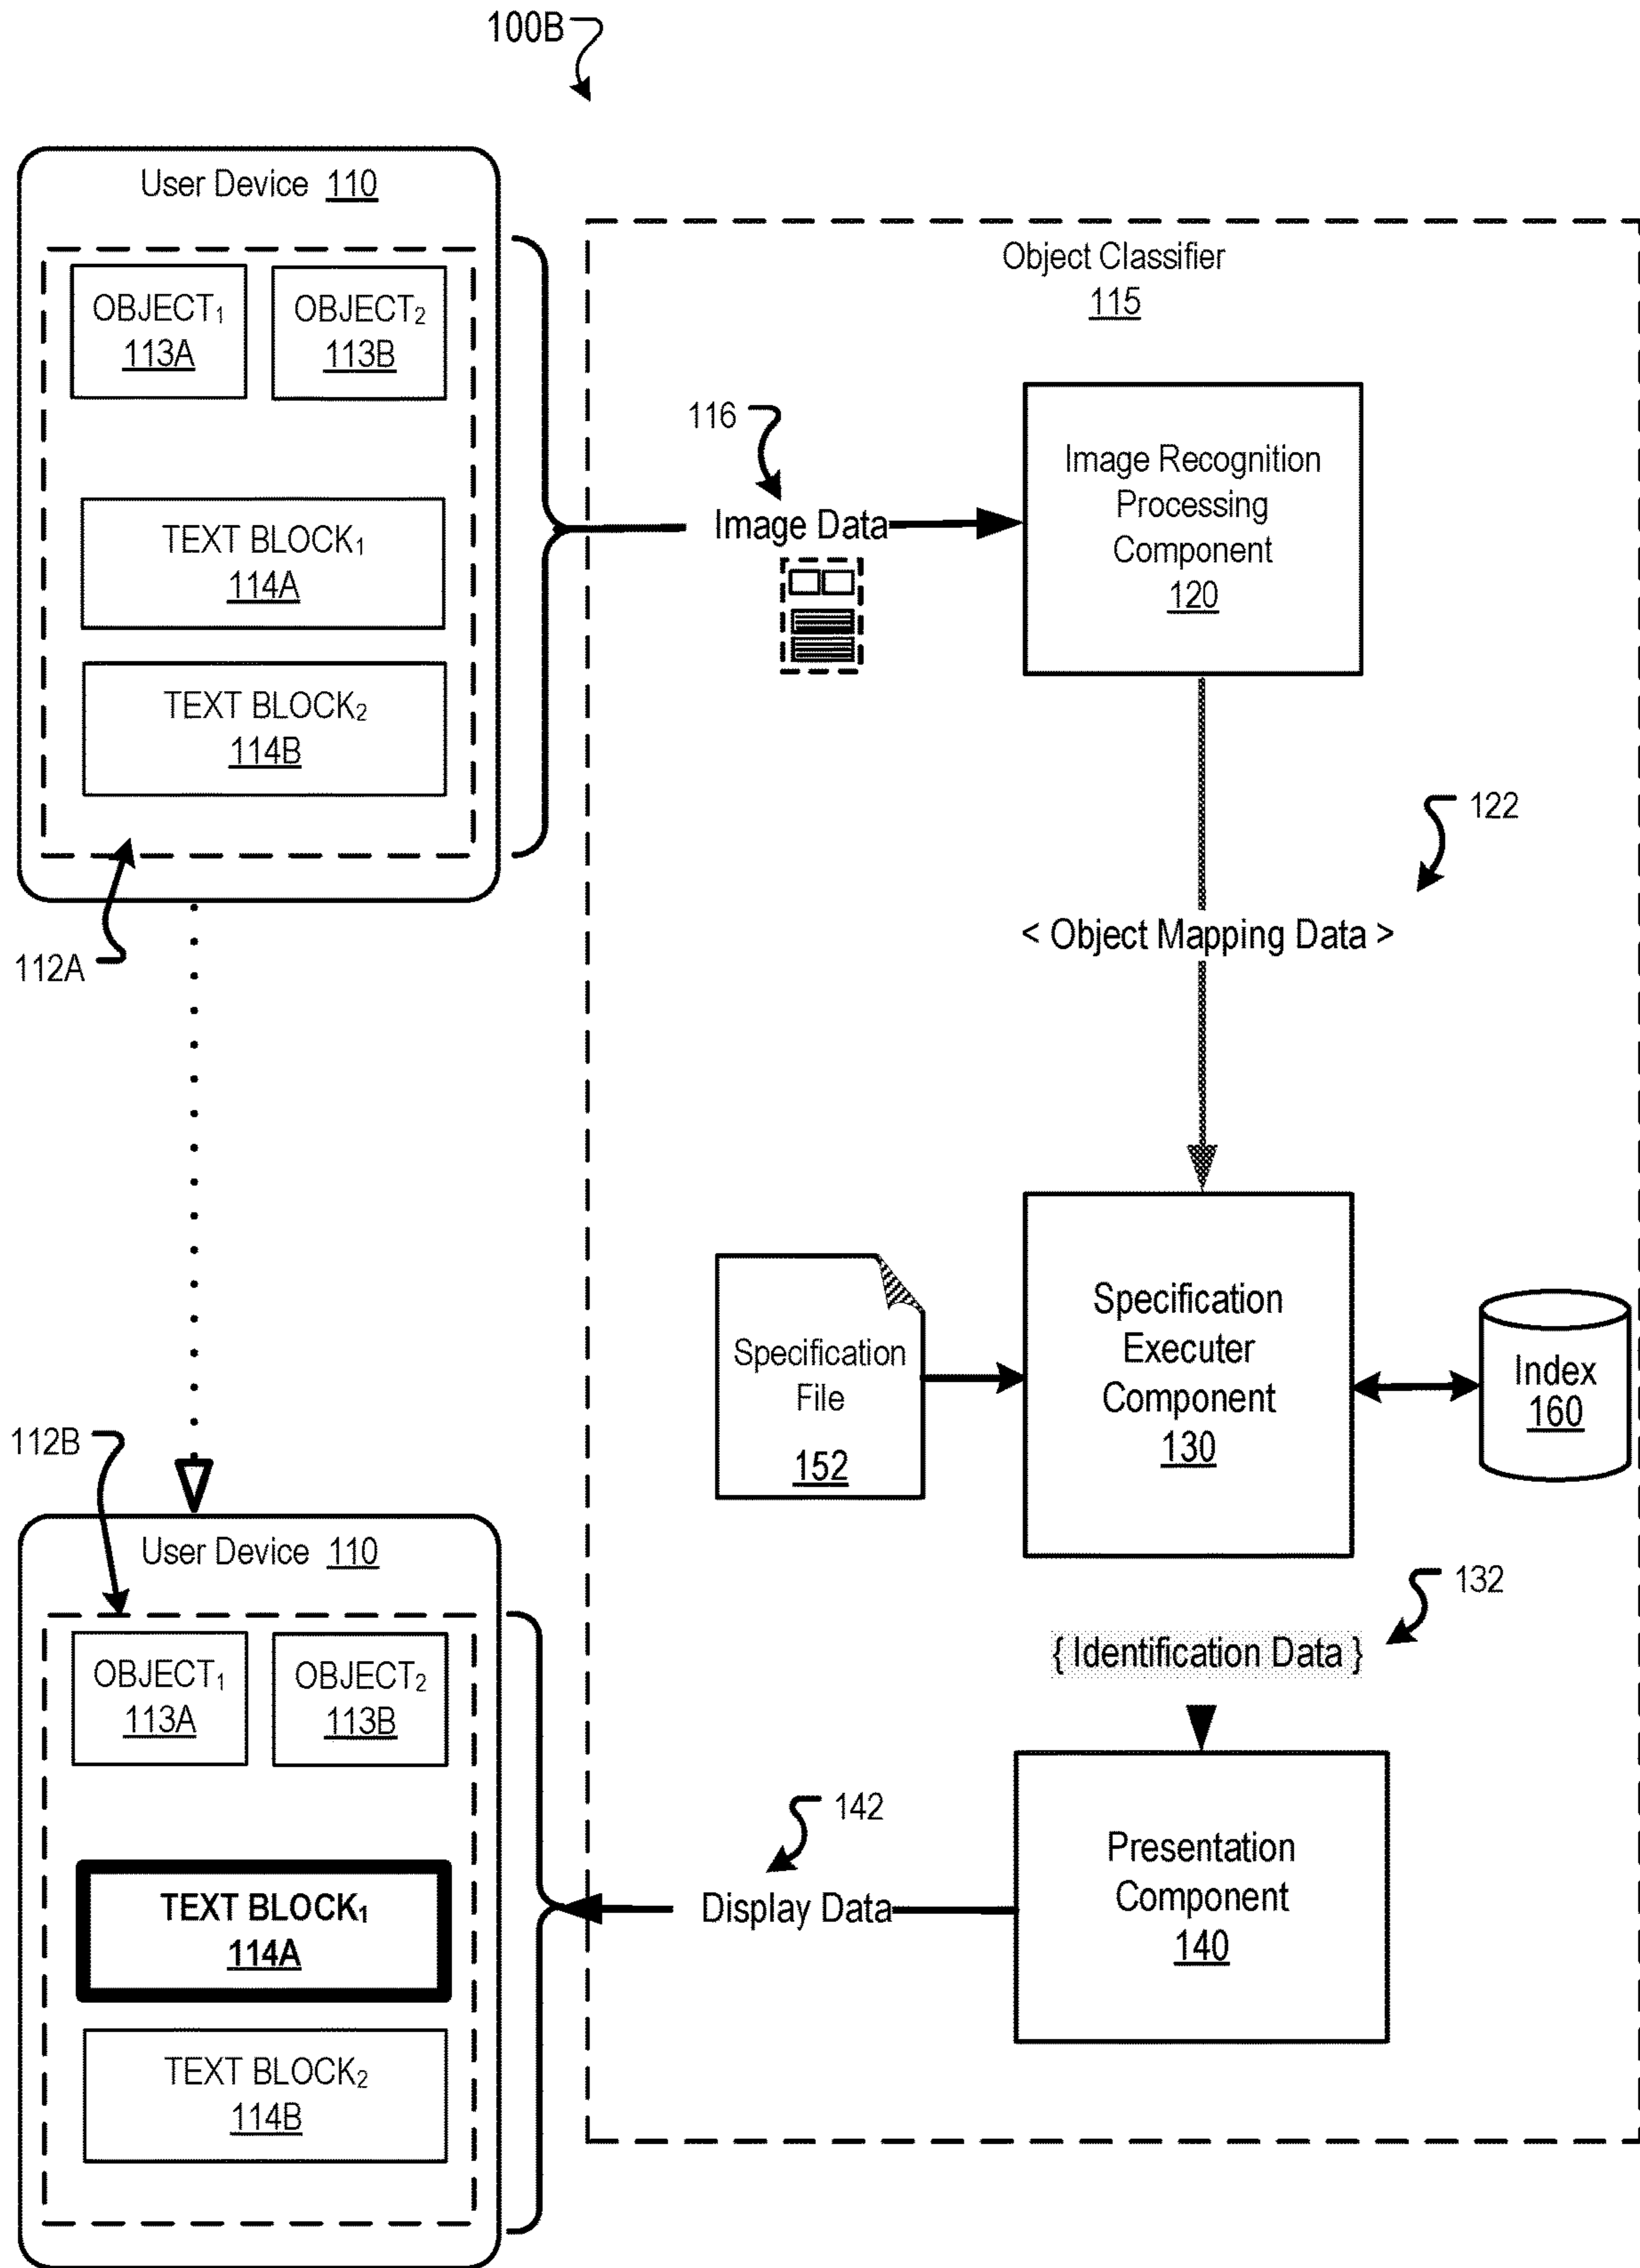 100B
User Device 110
OBJECT₁
113A
OBJECT₂
113B
TEXT BLOCK₁
114A
TEXT BLOCK₂
114B
112A
Object Classifier
115
116
Image Data
Image Recognition
Processing
Component
120
122
< Object Mapping Data >
Specification
File
152
Specification
Executer
Component
130
Index
160
132
{ Identification Data }
112B
User Device 110
OBJECT₁
113A
OBJECT₂
113B
TEXT BLOCK₁
114A
TEXT BLOCK₂
114B
142
Display Data
Presentation
Component
140